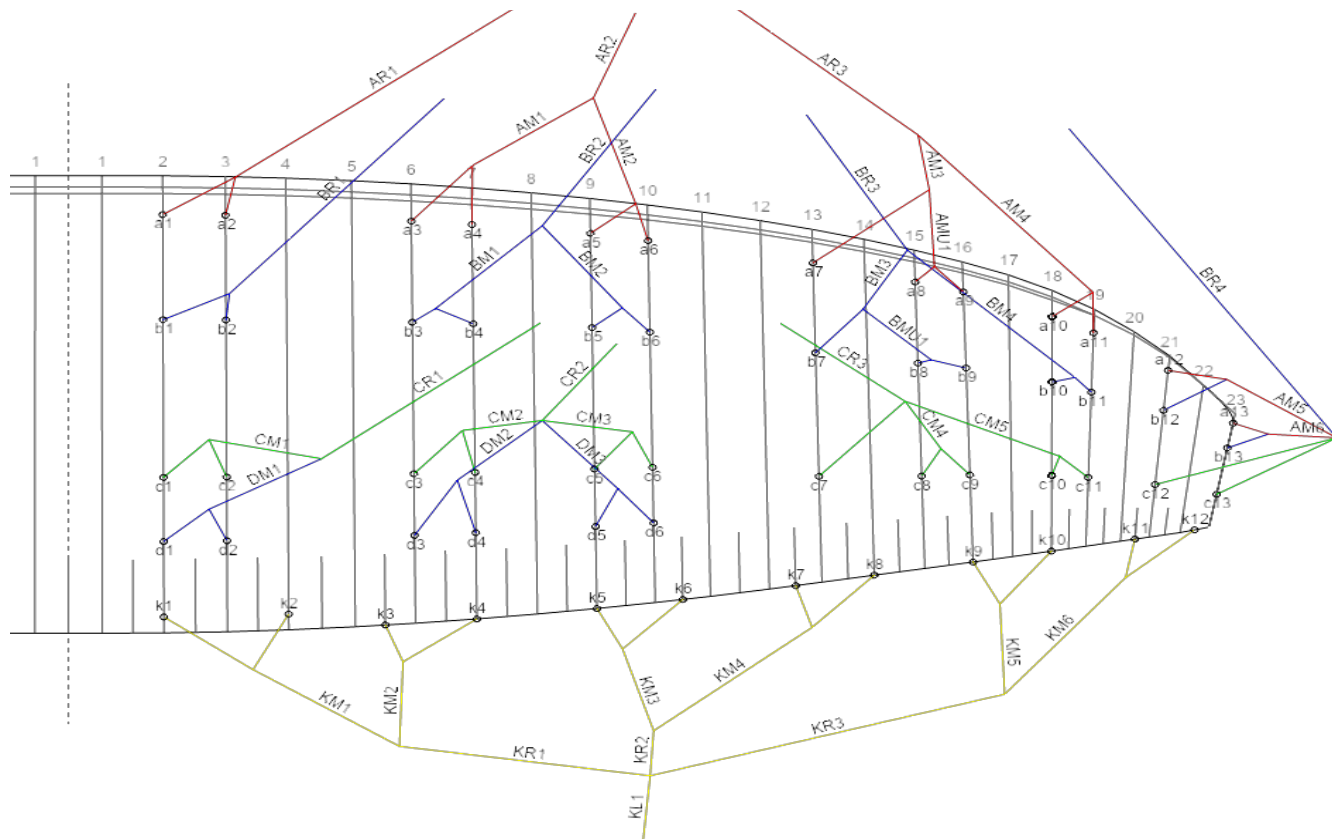 AR1
AR2
AR3
AM1
AM2
AM3
AM4
BR1
BR2
BR3
BR4
1 1 2 3 4 5 6 7 8 9 10 11 12 13 14 15 16 17 18 19 20 21 22 23
a1 a2 a3 a4 a5 a6 a7 a8 a9 a10 a11 a12 a13
AMU1
BM1
BM2
BM3
BM4
BMU1
AM5
AM6
b1 b2 b3 b4 b5 b6 b7 b8 b9 b10 b11 b12 b13
CR1
CR2
CR3
CM1
CM2
CM3
CM4
CM5
DM1
DM2
DM3
c1 c2 c3 c4 c5 c6 c7 c8 c9 c10 c11 c12 c13
d1 d2 d3 d4 d5 d6
k1 k2 k3 k4 k5 k6 k7 k8 k9 k10 k11 k12
KM1
KM2
KM3
KM4
KM5
KM6
KR1
KR2
KR3
KL1